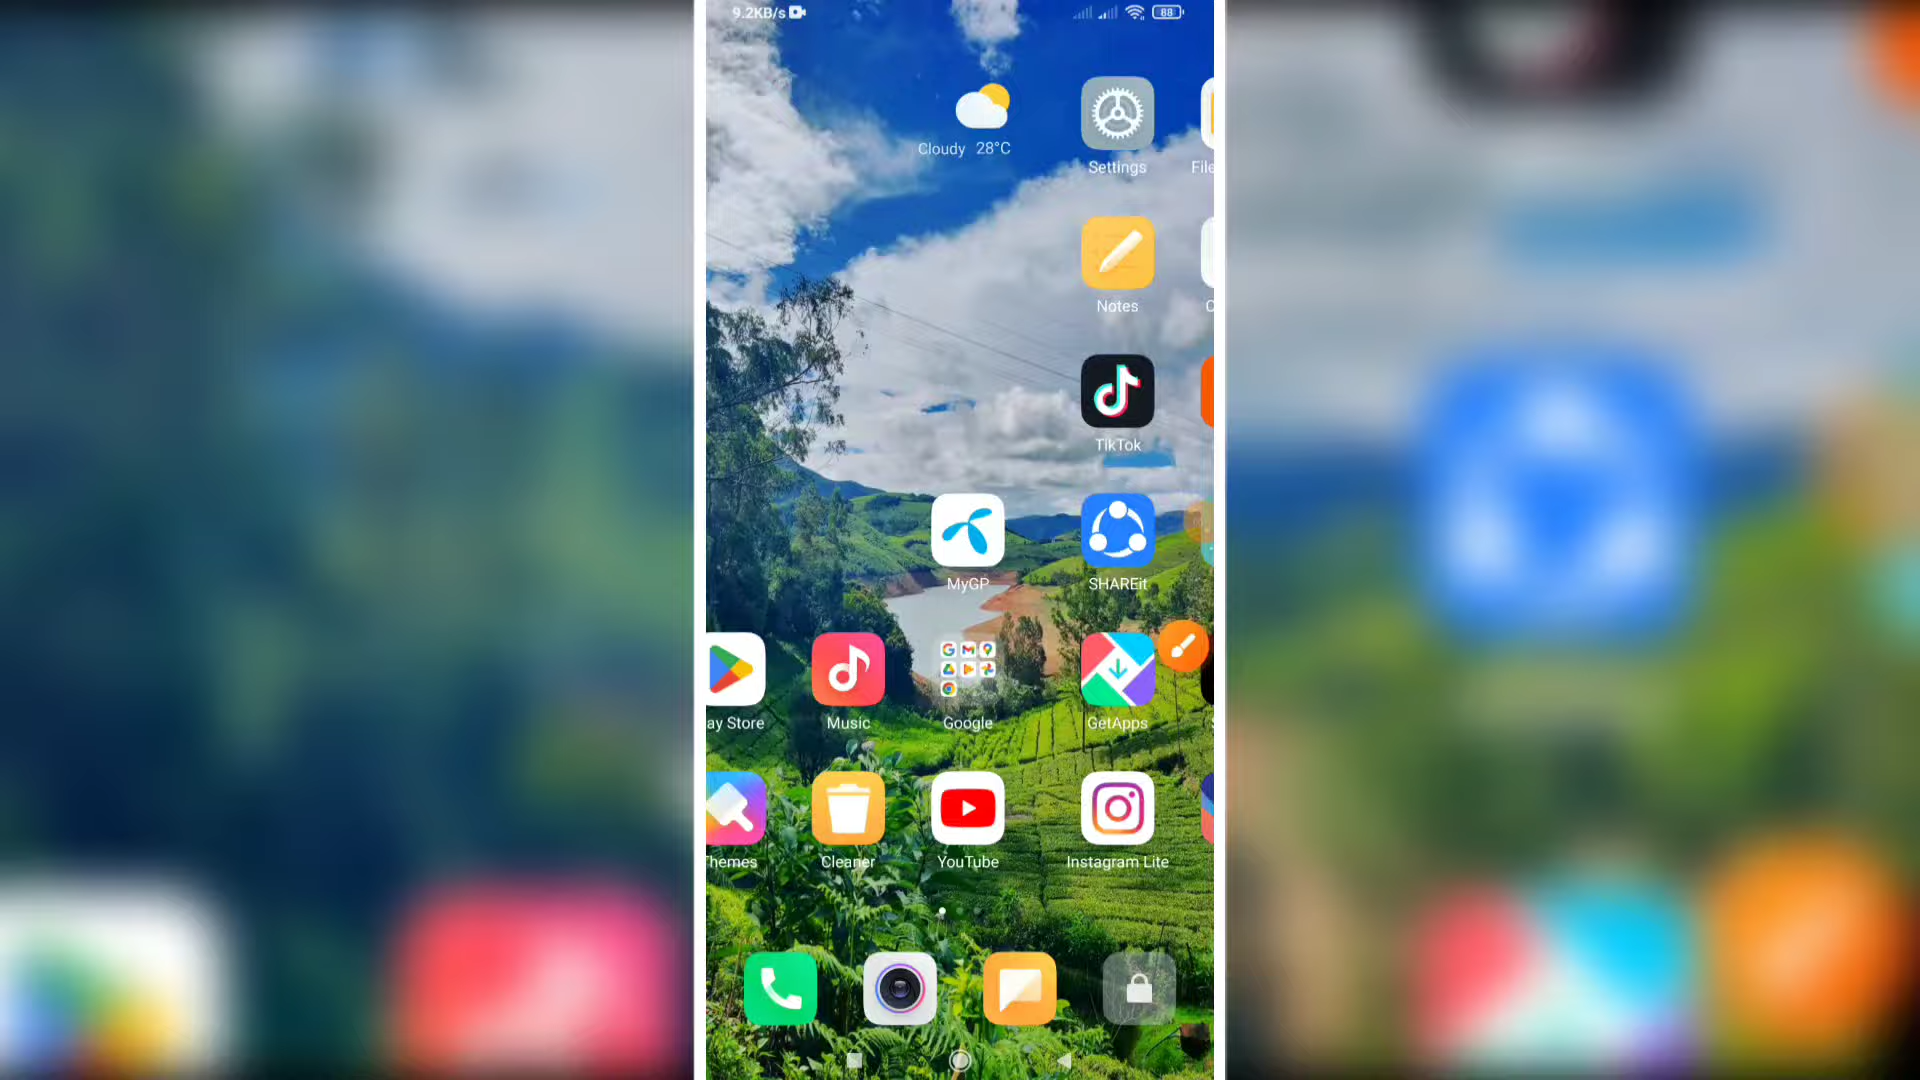 9.2KB/s
88
Cloudy 28°C
Settings
File
Notes
C
TikTok
MyGP
SHAREit
ay Store
Music
Google
GetApps
hemes
Cleaner
YouTube
Instagram Lite